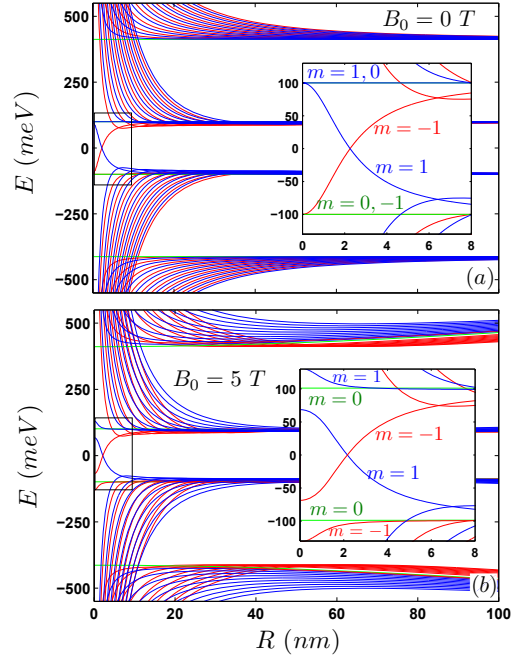 B₀ = 0 T
500
250
0
−250
−500
E (meV)
100
50
0
−50
−100
m = 1, 0
m = −1
m = 1
m = 0, −1
0 2 4 6 8
(a)
B₀ = 5 T
500
250
0
−250
−500
E (meV)
100
50
0
−50
−100
m = 1
m = 0
m = −1
m = 1
m = 0
m = −1
0 2 4 6 8
(b)
0 20 40 60 80 100
R (nm)